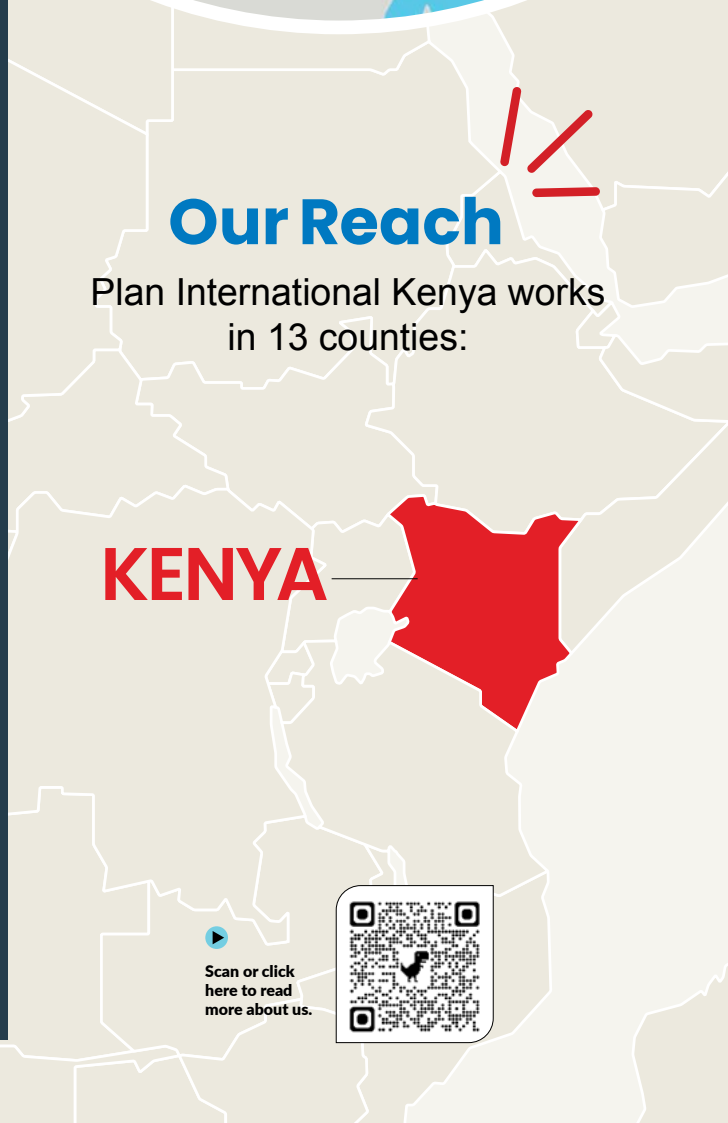 Our Reach
Plan International Kenya works
in 13 counties:
KENYA
Scan or click
here to read
more about us.